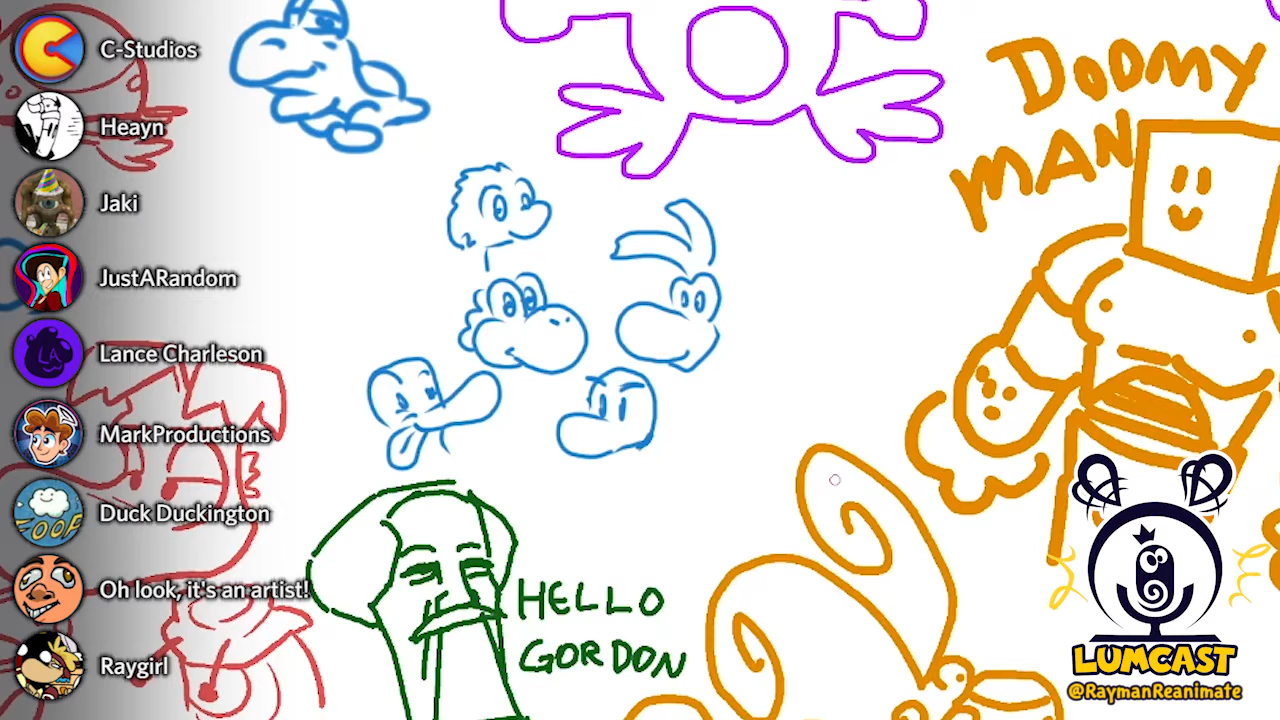 C-Studios
Heayn
Jaki
JustARandom
Lance Charleson
MarkProductions
Duck Duckington
Oh look, it's an artist!
Raygirl
DODMY
MAN
HELLO
GORDON
LUMCAST
@RaymanReanimate